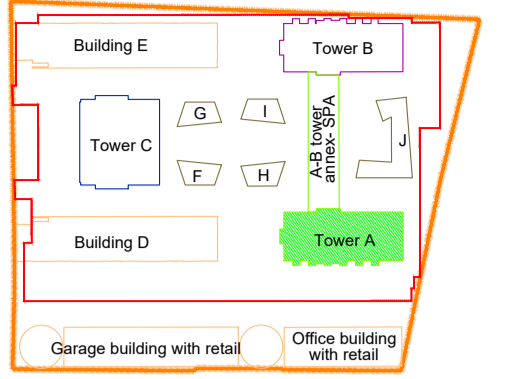 Building E
Tower B
G
I
A-B tower
annex- SPA
J
Tower C
F
H
Building D
Tower A
Garage building with retail
Office building
with retail